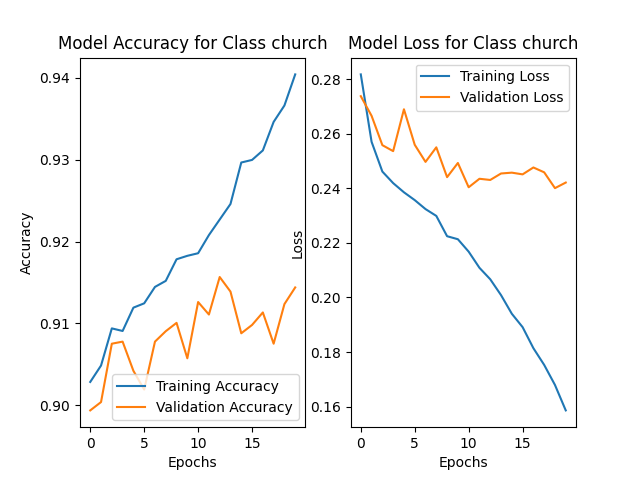 Model Accuracy for Class church
0.94
0.93
0.92
0.91
0.90
Accuracy
Training Accuracy
Validation Accuracy
0
5
10
15
Epochs
Model Loss for Class church
0.28
0.26
0.24
0.22
0.20
0.18
0.16
Loss
Training Loss
Validation Loss
0
5
10
15
Epochs